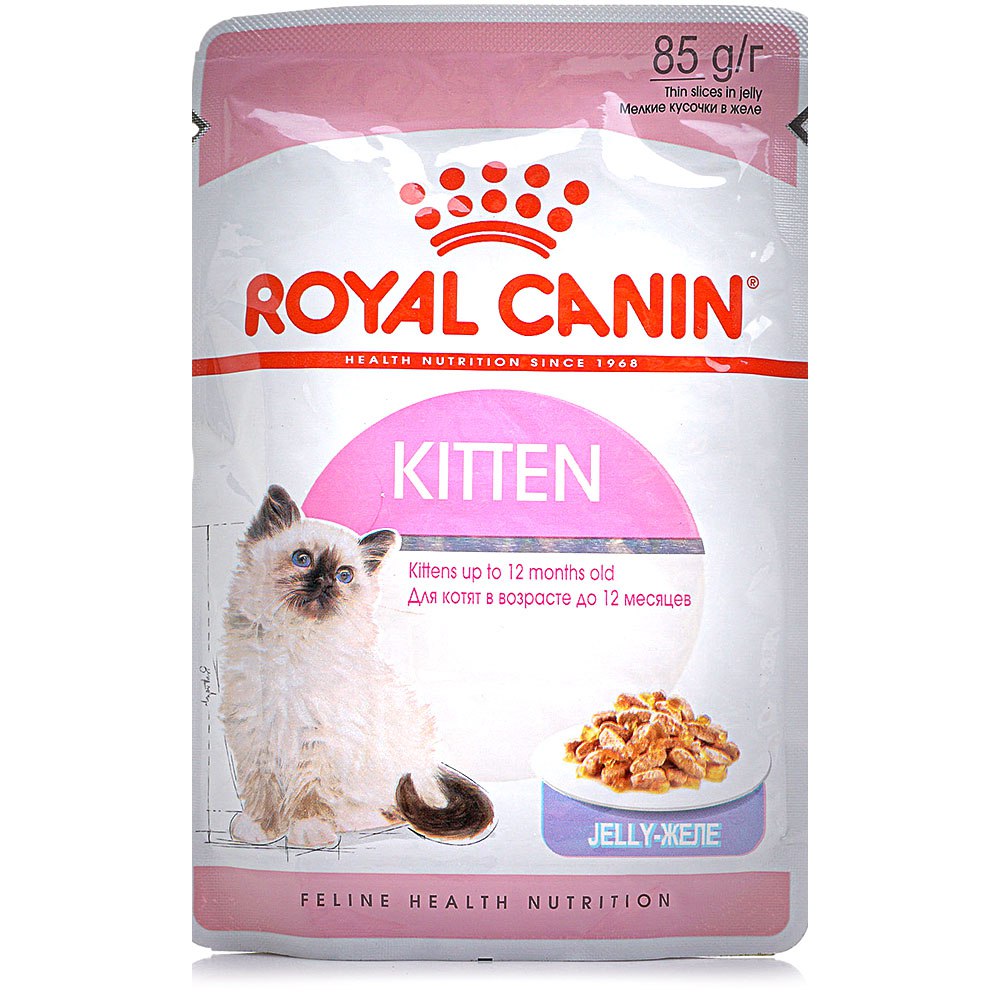 85 g/г
Thin slices in jelly
Мелкие кусочки в желе
ROYAL CANIN®
HEALTH NUTRITION SINCE 1968
KITTEN
Kittens up to 12 months old
Для котят в возрасте до 12 месяцев
JELLY-ЖЕЛЕ
FELINE HEALTH NUTRITION